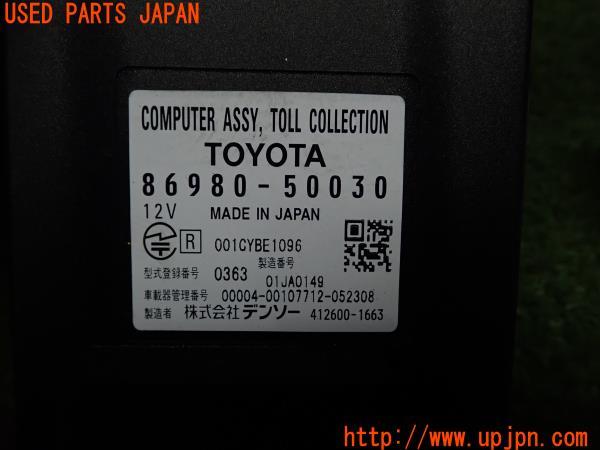 USED PARTS JAPAN
COMPUTER ASSY, TOLL COLLECTION
TOYOTA
86980-50030
12V MADE IN JAPAN
R 001CYBE1096
製造番号
型式登録番号 0363 01JA0149
車載器管理番号 00004-00107712-052308
製造者 株式会社デンソー 412600-1663
http://www.upjpn.com/